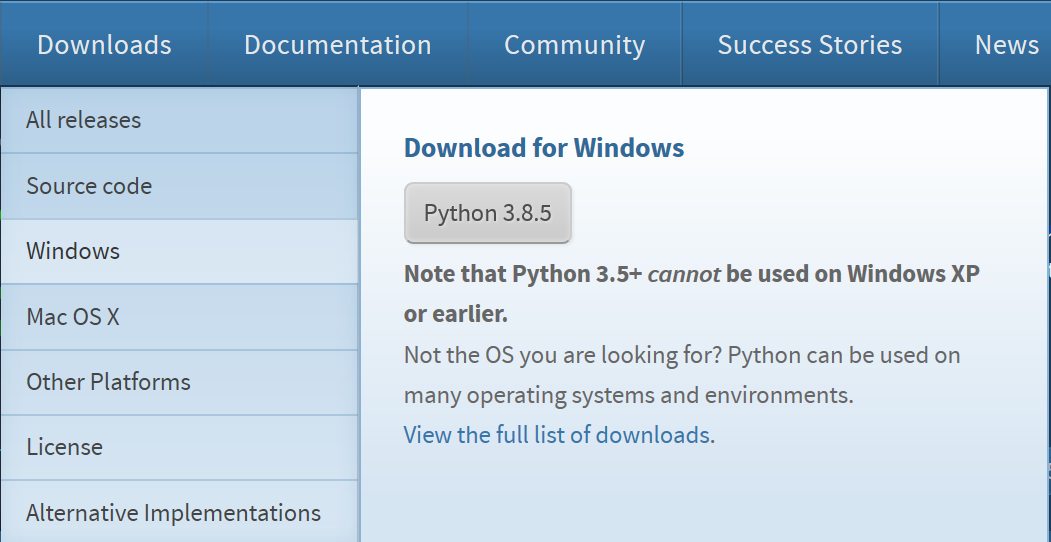 Downloads Documentation Community Success Stories News
All releases
Source code
Windows
Mac OS X
Other Platforms
License
Alternative Implementations
Download for Windows
Python 3.8.5
Note that Python 3.5+ cannot be used on Windows XP
or earlier.
Not the OS you are looking for? Python can be used on
many operating systems and environments.
View the full list of downloads.